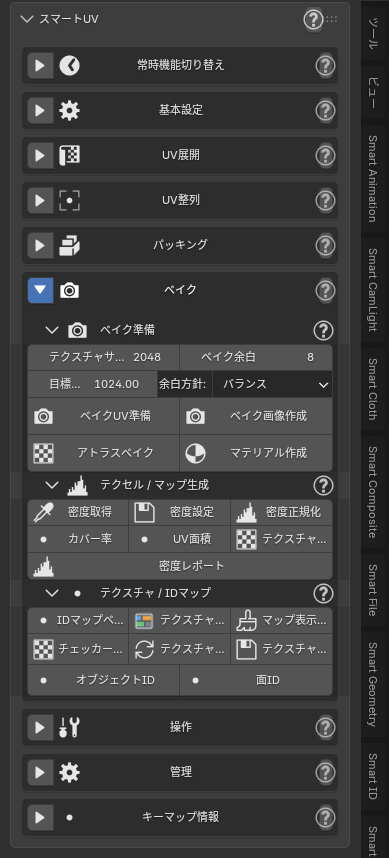 スマートUV
常時機能切り替え
基本設定
UV展開
UV整列
パッキング
ベイク
ベイク準備
テクスチャサ... 2048 ベイク余白 8
目標... 1024.00 余白方針: バランス
ベイクUV準備 ベイク画像作成
アトラスベイク マテリアル作成
テクセル / マップ生成
密度取得 密度設定 密度正規化
カバー率 UV面積 テクスチャ...
密度レポート
テクスチャ / IDマップ
IDマップベ... テクスチャ... マップ表示...
チェッカー... テクスチャ... テクスチャ...
オブジェクトID 面ID
操作
管理
キーマップ情報
ツール
ビュー
Smart Animation
Smart CamLight
Smart Cloth
Smart Composite
Smart File
Smart Geometry
Smart ID
Smart